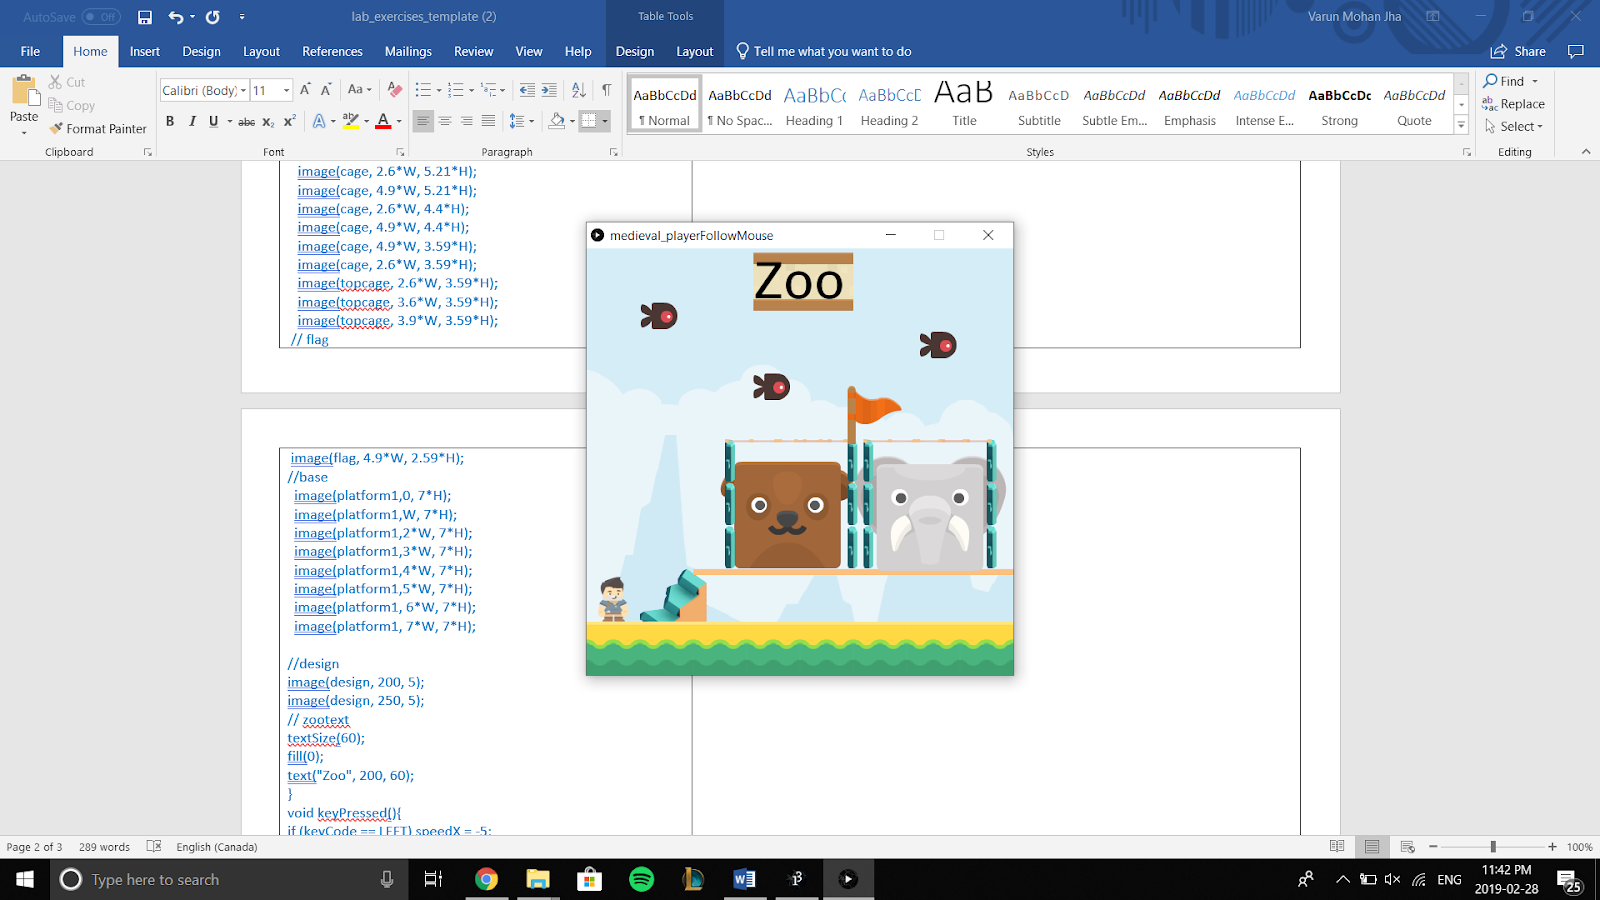 AutoSave Off
lab_exercises_template (2)
Table Tools
Varun Mohan Jha
File Home Insert Design Layout References Mailings Review View Help Design Layout Tell me what you want to do
Share
Paste
Cut
Copy
Format Painter
Clipboard
Calibri (Body) 11
Aa
B I U abc x₂ x²
A ab A
Font
Paragraph
AaBbCcDd AaBbCcDd AaBbC( AaBbCcE AaB AaBbCcD AaBbCcDd AaBbCcDd AaBbCcDd AaBbCcDc AaBbCcDd
¶ Normal ¶ No Spac... Heading 1 Heading 2 Title Subtitle Subtle Em... Emphasis Intense E... Strong Quote
Styles
Find
Replace
Select
Editing
image(cage, 2.6*W, 5.21*H);
image(cage, 4.9*W, 5.21*H);
image(cage, 2.6*W, 4.4*H);
image(cage, 4.9*W, 4.4*H);
image(cage, 4.9*W, 3.59*H);
image(cage, 2.6*W, 3.59*H);
image(topcage, 2.6*W, 3.59*H);
image(topcage, 3.6*W, 3.59*H);
image(topcage, 3.9*W, 3.59*H);
// flag
image(flag, 4.9*W, 2.59*H);
//base
image(platform1,0, 7*H);
image(platform1,W, 7*H);
image(platform1,2*W, 7*H);
image(platform1,3*W, 7*H);
image(platform1,4*W, 7*H);
image(platform1,5*W, 7*H);
image(platform1, 6*W, 7*H);
image(platform1, 7*W, 7*H);
//design
image(design, 200, 5);
image(design, 250, 5);
// zootext
textSize(60);
fill(0);
text("Zoo", 200, 60);
}
void keyPressed(){
if (keyCode == LEFT) speedX = -5;
medieval_playerFollowMouse
Zoo
Page 2 of 3 289 words English (Canada)
100%
Type here to search
ENG
11:42 PM
2019-02-28
25